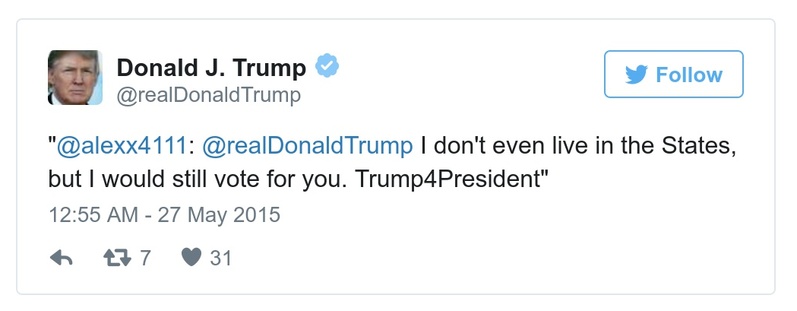 Donald J. Trump
@realDonaldTrump
Follow
"@alexx4111: @realDonaldTrump I don't even live in the States,
but I would still vote for you. Trump4President"
12:55 AM - 27 May 2015
7 31